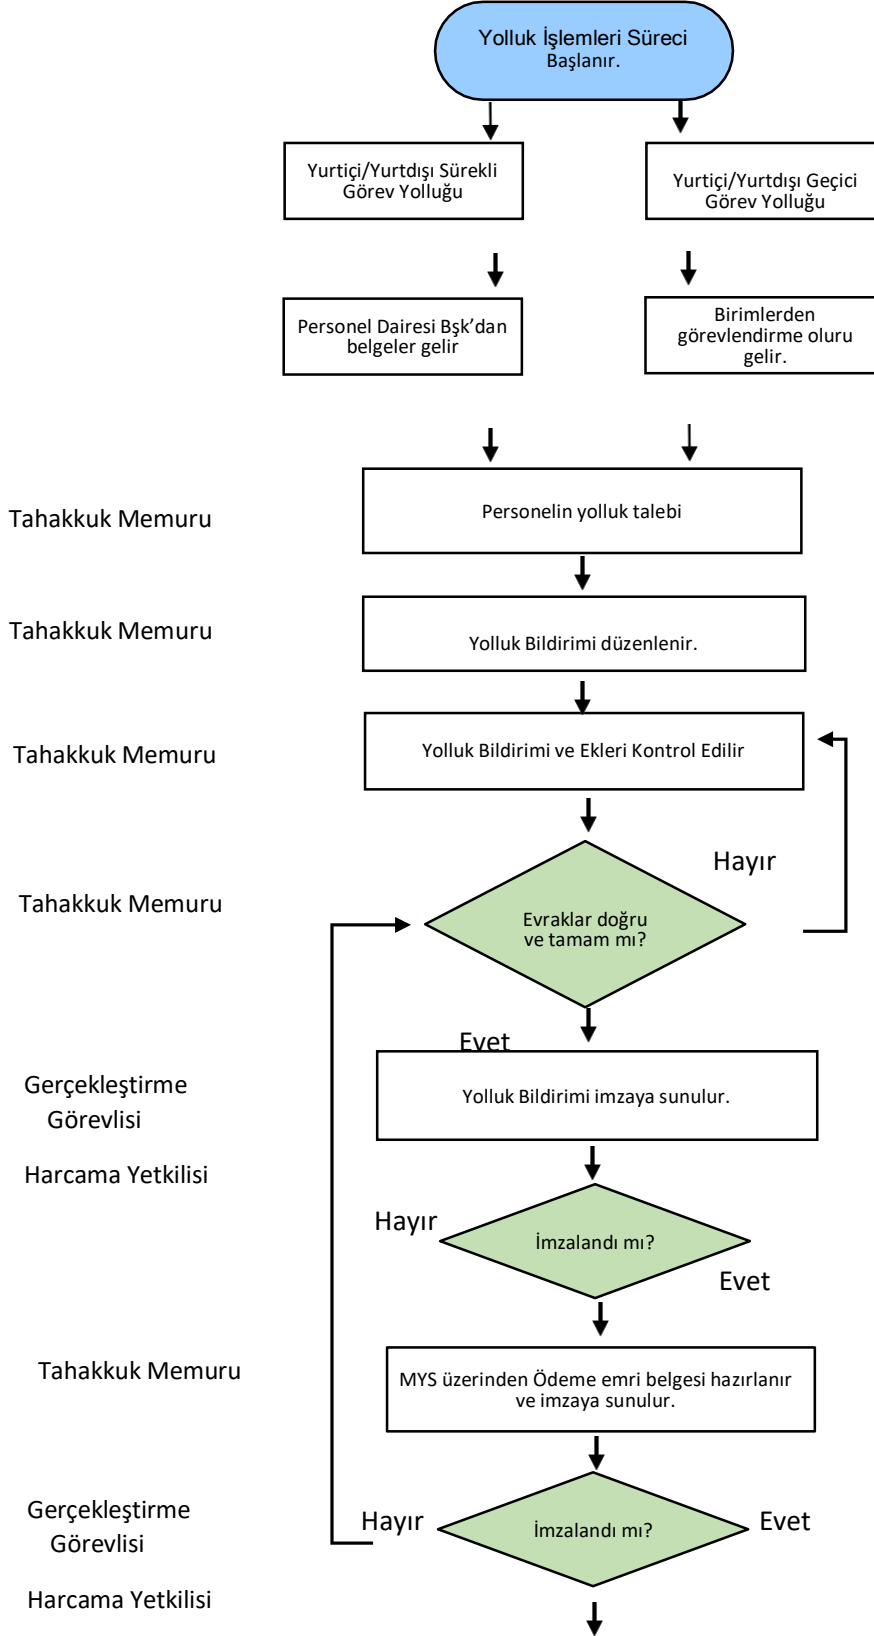 Yolluk İşlemleri Süreci
Başlanır.
Yurtiçi/Yurtdışı Sürekli
Görev Yolluğu
Yurtiçi/Yurtdışı Geçici
Görev Yolluğu
Personel Dairesi Bşk’dan
belgeler gelir
Birimlerden
görevlendirme oluru
gelir.
Tahakkuk Memuru
Personelin yolluk talebi
Tahakkuk Memuru
Yolluk Bildirimi düzenlenir.
Tahakkuk Memuru
Yolluk Bildirimi ve Ekleri Kontrol Edilir
Hayır
Tahakkuk Memuru
Evraklar doğru
ve tamam mı?
Evet
Gerçekleştirme
Görevlisi
Yolluk Bildirimi imzaya sunulur.
Harcama Yetkilisi
Hayır
İmzalandı mı?
Evet
Tahakkuk Memuru
MYS üzerinden Ödeme emri belgesi hazırlanır
ve imzaya sunulur.
Gerçekleştirme
Görevlisi
Hayır
İmzalandı mı?
Evet
Harcama Yetkilisi